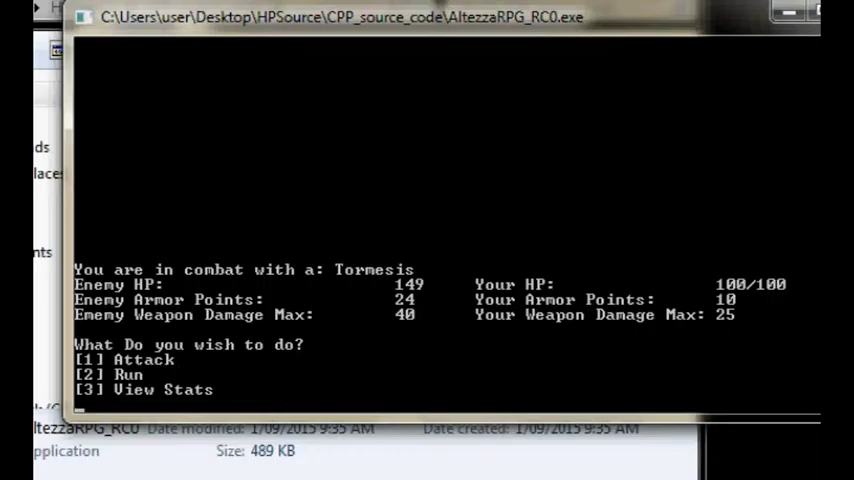 C:\Users\user\Desktop\HPSource\CPP_source_code\AltezzaRPG_RC0.exe
ds
laces
nts
You are in combat with a: Tormesis
Enemy HP: 149 Your HP: 100/100
Enemy Armor Points: 24 Your Armor Points: 10
Ememy Weapon Damage Max: 40 Your Weapon Damage Max: 25
What Do you wish to do?
[1] Attack
[2] Run
[3] View Stats
ltezzaRPG_RC0 Date modified: 1/09/2015 9:35 AM Date created: 1/09/2015 9:35 AM
pplication Size: 489 KB